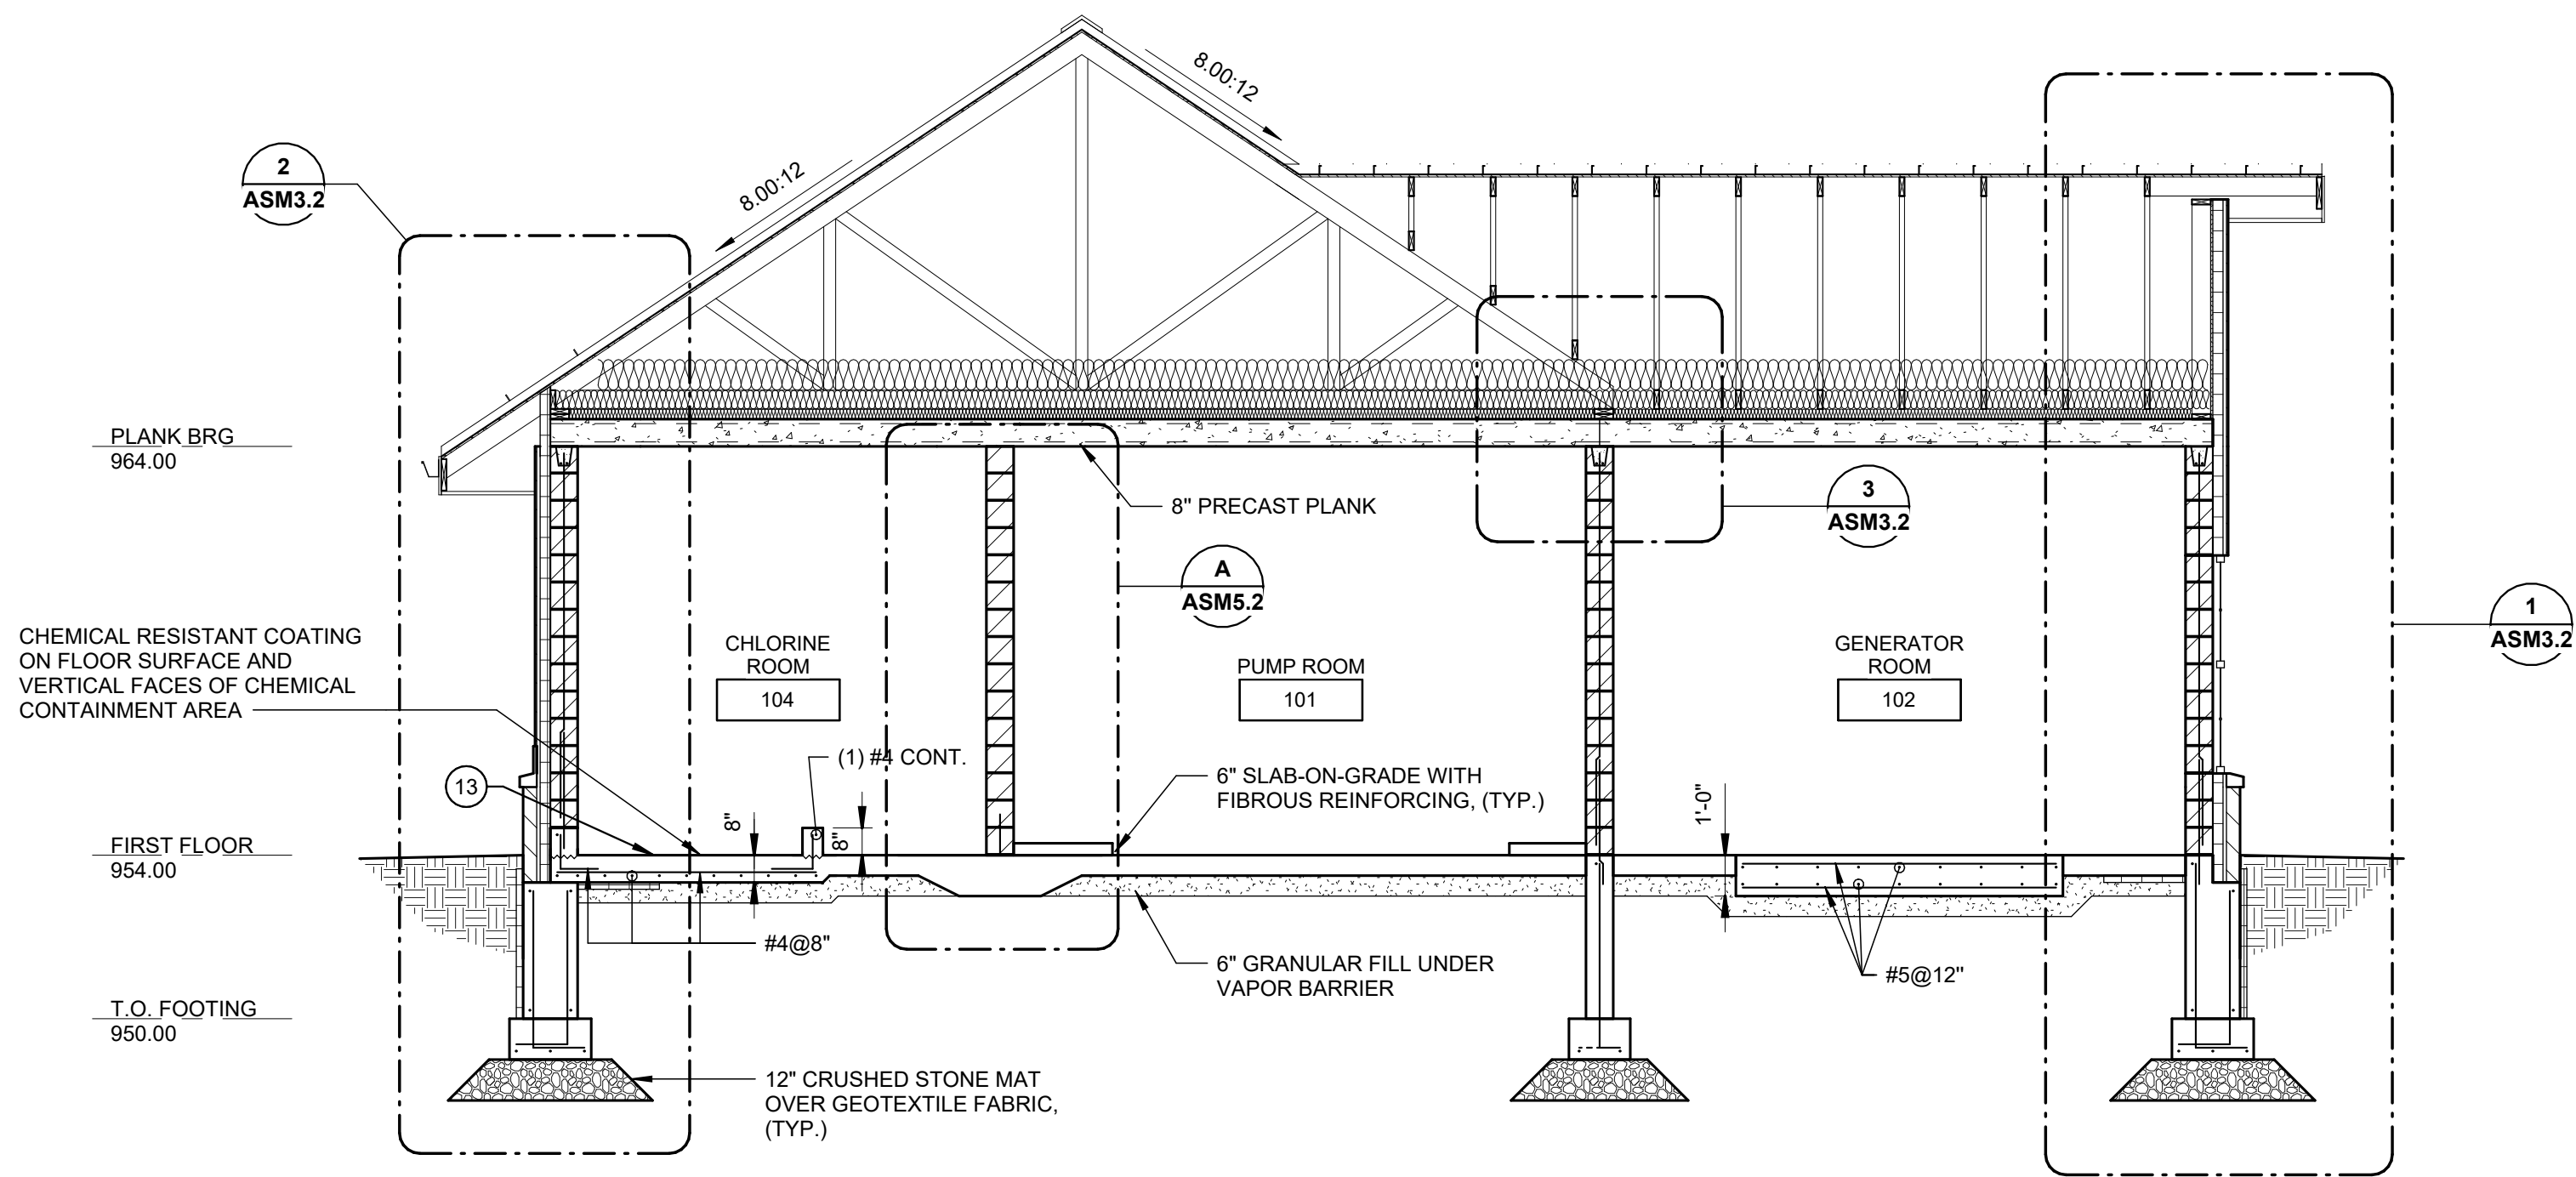 8.00:12
8.00:12
2
ASM3.2
PLANK BRG
964.00
8" PRECAST PLANK
3
ASM3.2
A
ASM5.2
1
ASM3.2
CHEMICAL RESISTANT COATING
ON FLOOR SURFACE AND
VERTICAL FACES OF CHEMICAL
CONTAINMENT AREA
CHLORINE
ROOM
104
PUMP ROOM
101
GENERATOR
ROOM
102
(1) #4 CONT.
13
6" SLAB-ON-GRADE WITH
FIBROUS REINFORCING, (TYP.)
8"
8"
1'-0"
FIRST FLOOR
954.00
#4@8"
6" GRANULAR FILL UNDER
VAPOR BARRIER
#5@12"
T.O. FOOTING
950.00
12" CRUSHED STONE MAT
OVER GEOTEXTILE FABRIC,
(TYP.)